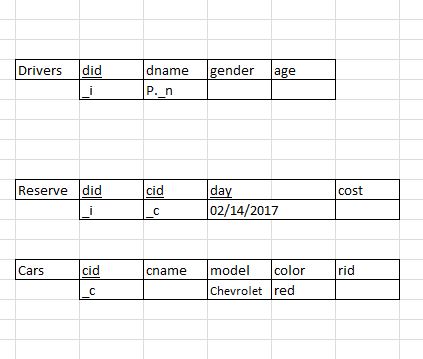 Drivers did dname gender age
_i P._n
Reserve did cid day cost
_i _c 02/14/2017
Cars cid cname model color rid
_c Chevrolet red